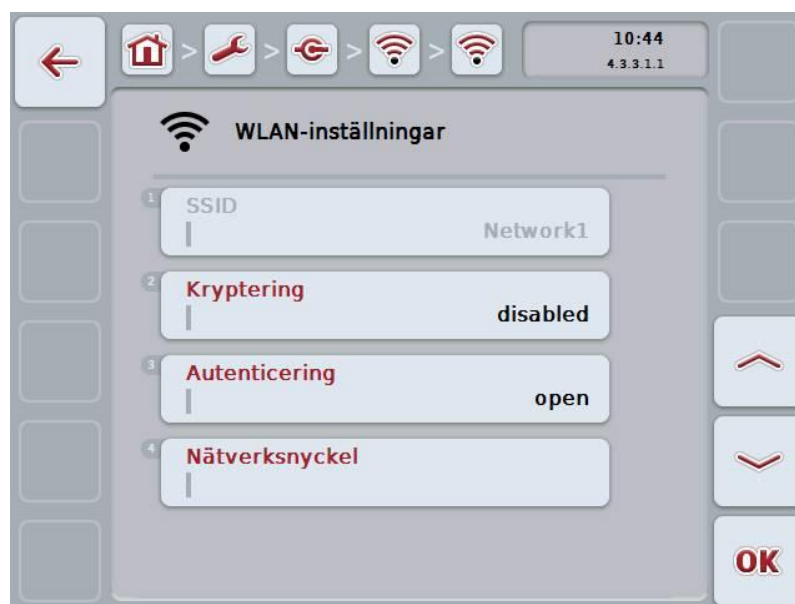 > > > >
10:44
4.3.3.1.1
WLAN-inställningar
1
SSID
Network1
2
Kryptering
disabled
3
Autenticering
open
4
Nätverksnyckel
OK